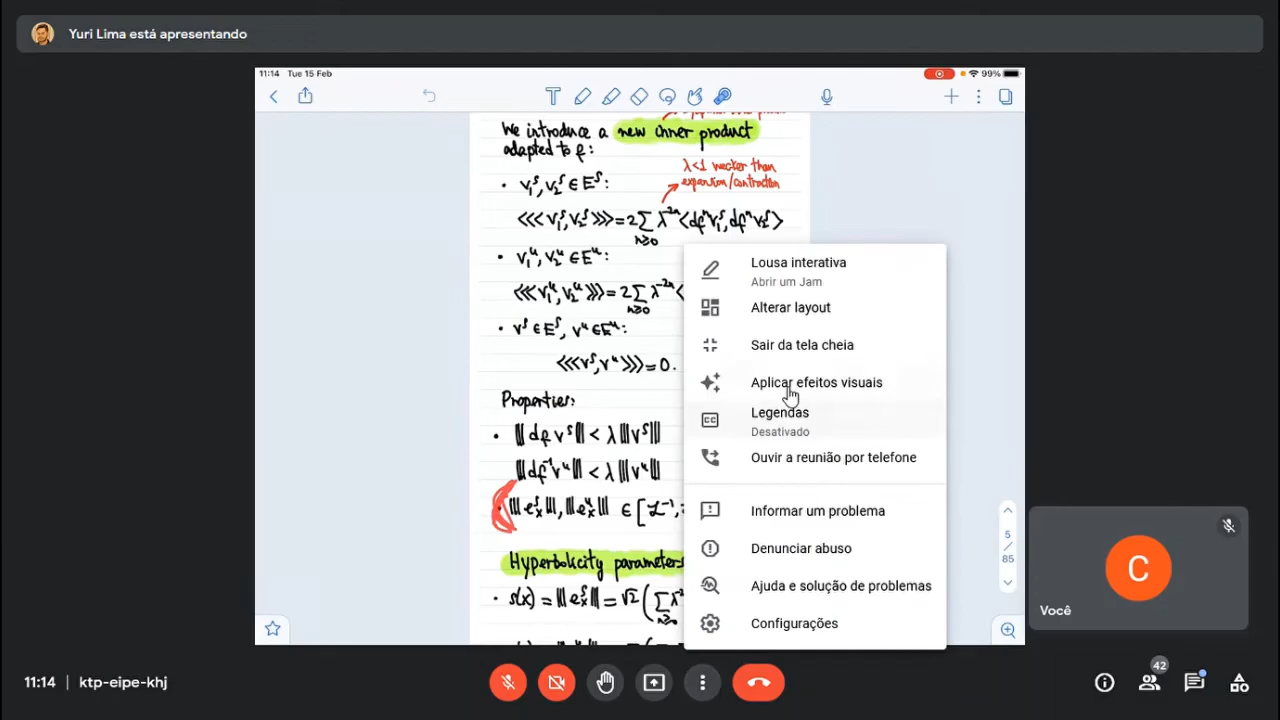 Yuri Lima está apresentando
11:14 Tue 15 Feb
99%
We introduce a new inner product
adapted to f:
λ<1 weaker than
expansion/contraction
• v₁ˢ, v₂ˢ ∈ Eˢ:
⟨⟨⟨v₁ˢ, v₂ˢ⟩⟩⟩ = 2∑ λ⁻²ⁿ⟨dfⁿv₁ˢ, dfⁿv₂ˢ⟩
n≥0
• v₁ᵘ, v₂ᵘ ∈ Eᵘ:
⟨⟨⟨v₁ᵘ, v₂ᵘ⟩⟩⟩ = 2∑ λ⁻²ⁿ⟨
n≥0
• vˢ ∈ Eˢ, vᵘ ∈ Eᵘ:
⟨⟨⟨vˢ, vᵘ⟩⟩⟩ = 0.
Properties:
• |||df vˢ||| < λ|||vˢ|||
|||df⁻¹vᵘ||| < λ|||vᵘ|||
• |||eₓˢ|||, |||eₓᵘ||| ∈ [
Hyperbolicity parameters
• s(x) = |||eₓˢ||| = √2 (∑ λ
n≥0
Lousa interativa
Abrir um Jam
Alterar layout
Sair da tela cheia
Aplicar efeitos visuais
CC
Legendas
Desativado
Ouvir a reunião por telefone
Informar um problema
Denunciar abuso
Ajuda e solução de problemas
Configurações
5
/
85
C
Você
11:14 | ktp-eipe-khj
42